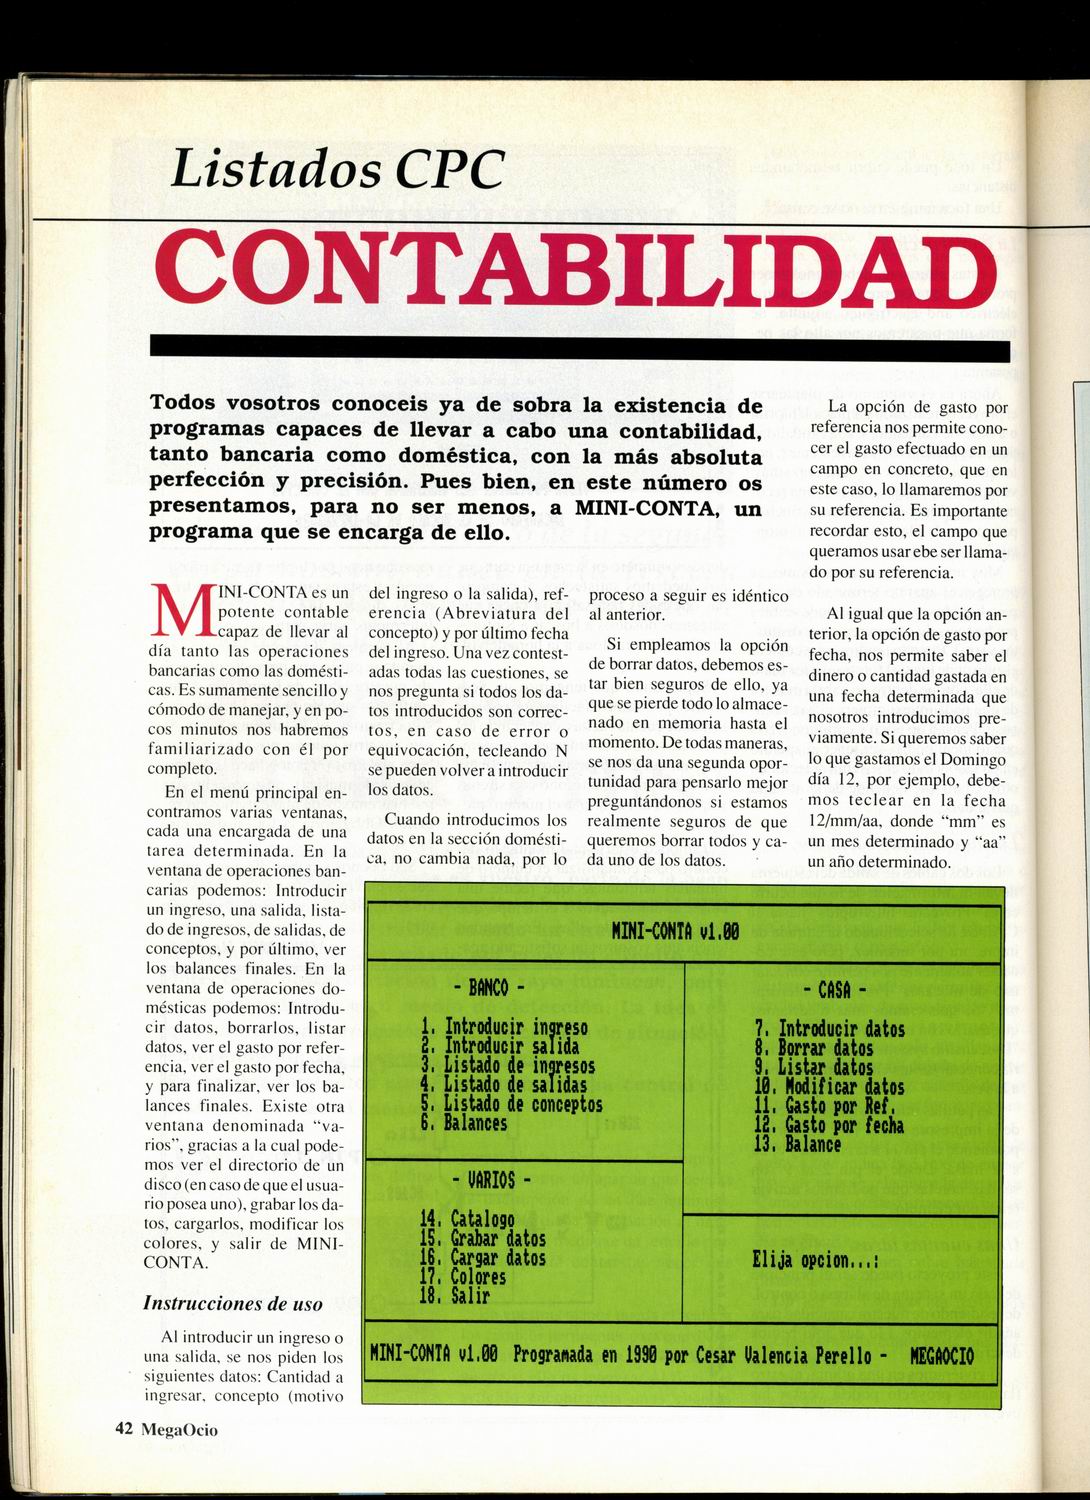 Listados CPC
CONTABILIDAD
Todos vosotros conoceis ya de sobra la existencia de
programas capaces de llevar a cabo una contabilidad,
tanto bancaria como doméstica, con la más absoluta
perfección y precisión. Pues bien, en este número os
presentamos, para no ser menos, a MINI-CONTA, un
programa que se encarga de ello.
MINI-CONTA es un
potente contable
capaz de llevar al
día tanto las operaciones
bancarias como las domésti-
cas. Es sumamente sencillo y
cómodo de manejar, y en po-
cos minutos nos habremos
familiarizado con él por
completo.
En el menú principal en-
contramos varias ventanas,
cada una encargada de una
tarea determinada. En la
ventana de operaciones ban-
carias podemos: Introducir
un ingreso, una salida, lista-
do de ingresos, de salidas, de
conceptos, y por último, ver
los balances finales. En la
ventana de operaciones do-
mésticas podemos: Introdu-
cir datos, borrarlos, listar
datos, ver el gasto por refer-
encia, ver el gasto por fecha,
y para finalizar, ver los ba-
lances finales. Existe otra
ventana denominada “va-
rios”, gracias a la cual pode-
mos ver el directorio de un
disco (en caso de que el usua-
rio posea uno), grabar los da-
tos, cargarlos, modificar los
colores, y salir de MINI-
CONTA.
Instrucciones de uso
Al introducir un ingreso o
una salida, se nos piden los
siguientes datos: Cantidad a
ingresar, concepto (motivo
del ingreso o la salida), ref-
erencia (Abreviatura del
concepto) y por último fecha
del ingreso. Una vez contest-
adas todas las cuestiones, se
nos pregunta si todos los da-
tos introducidos son correc-
tos, en caso de error o
equivocación, tecleando N
se pueden volver a introducir
los datos.
Cuando introducimos los
datos en la sección domésti-
ca, no cambia nada, por lo
proceso a seguir es idéntico
al anterior.
Si empleamos la opción
de borrar datos, debemos es-
tar bien seguros de ello, ya
que se pierde todo lo almace-
nado en memoria hasta el
momento. De todas maneras,
se nos da una segunda opor-
tunidad para pensarlo mejor
preguntándonos si estamos
realmente seguros de que
queremos borrar todos y ca-
da uno de los datos.
La opción de gasto por
referencia nos permite cono-
cer el gasto efectuado en un
campo en concreto, que en
este caso, lo llamaremos por
su referencia. Es importante
recordar esto, el campo que
queramos usar ebe ser llama-
do por su referencia.
Al igual que la opción an-
terior, la opción de gasto por
fecha, nos permite saber el
dinero o cantidad gastada en
una fecha determinada que
nosotros introducimos pre-
viamente. Si queremos saber
lo que gastamos el Domingo
día 12, por ejemplo, debe-
mos teclear en la fecha
12/mm/aa, donde “mm” es
un mes determinado y “aa”
un año determinado.
MINI-CONTA v1.00
- BANCO -
1. Introducir ingreso
2. Introducir salida
3. Listado de ingresos
4. Listado de salidas
5. Listado de conceptos
6. Balances
- CASA -
7. Introducir datos
8. Borrar datos
9. Listar datos
10. Modificar datos
11. Gasto por Ref.
12. Gasto por fecha
13. Balance
- VARIOS -
14. Catalogo
15. Grabar datos
16. Cargar datos
17. Colores
18. Salir
Elija opcion...:
MINI-CONTA v1.00 Programada en 1990 por Cesar Valencia Perello - MEGAOCIO
42 MegaOcio